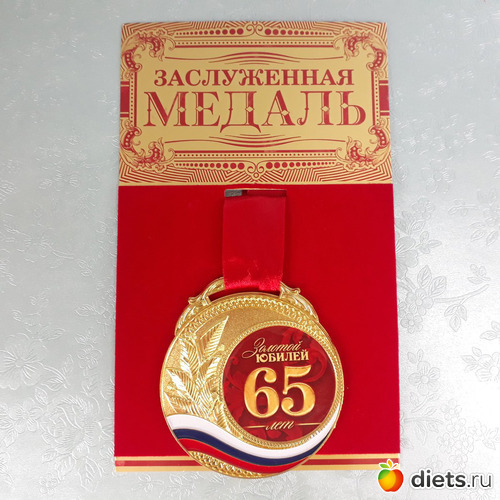 ЗАСЛУЖЕННАЯ
МЕДАЛЬ
Золотой
ЮБИЛЕЙ
65
лет
diets.ru